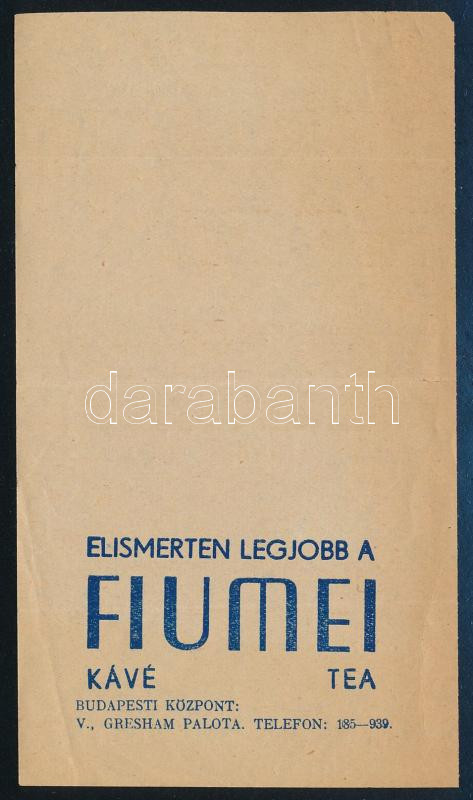 darabanth
ELISMERTEN LEGJOBB A
FIUMEI
KÁVÉ TEA
BUDAPESTI KÖZPONT:
V., GRESHAM PALOTA. TELEFON: 185—939.